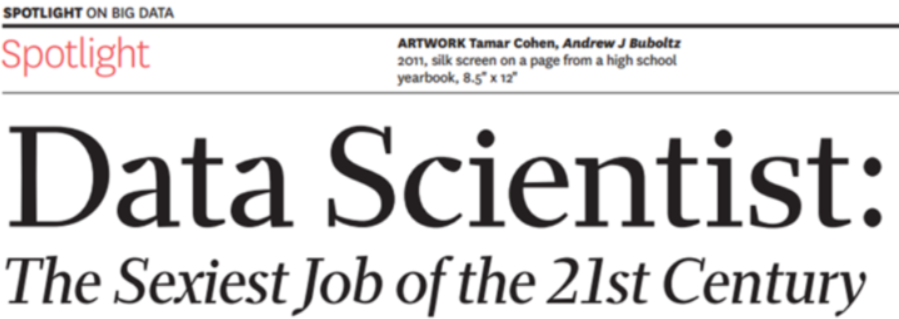 SPOTLIGHT ON BIG DATA
Spotlight
ARTWORK Tamar Cohen, Andrew J Buboltz
2011, silk screen on a page from a high school
yearbook, 8.5" x 12"
Data Scientist:
The Sexiest Job of the 21st Century